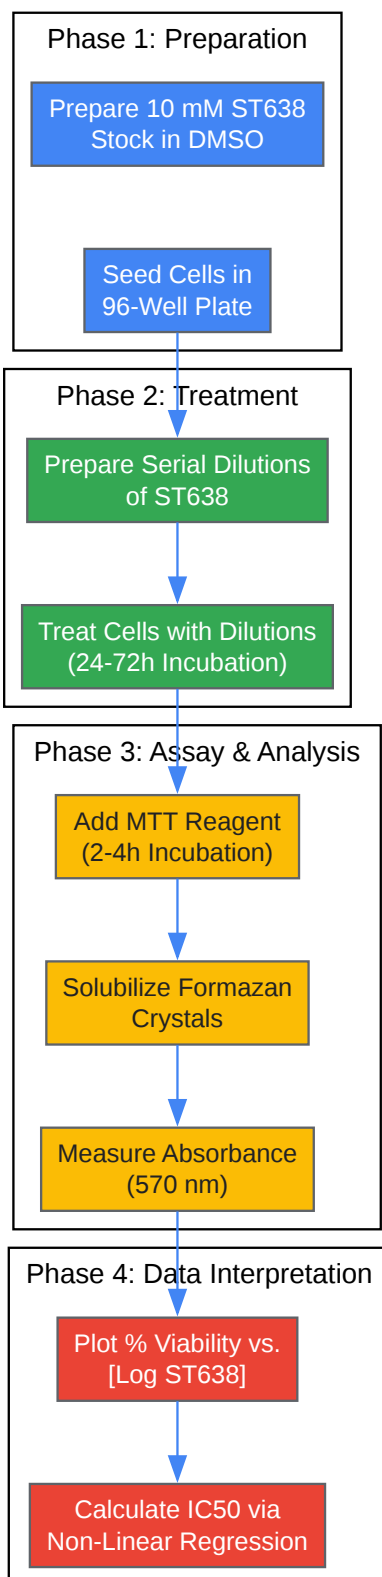 Phase 1: Preparation
Prepare 10 mM ST638
Stock in DMSO
Seed Cells in
96-Well Plate
Phase 2: Treatment
Prepare Serial Dilutions
of ST638
Treat Cells with Dilutions
(24-72h Incubation)
Phase 3: Assay & Analysis
Add MTT Reagent
(2-4h Incubation)
Solubilize Formazan
Crystals
Measure Absorbance
(570 nm)
Phase 4: Data Interpretation
Plot % Viability vs.
[Log ST638]
Calculate IC50 via
Non-Linear Regression